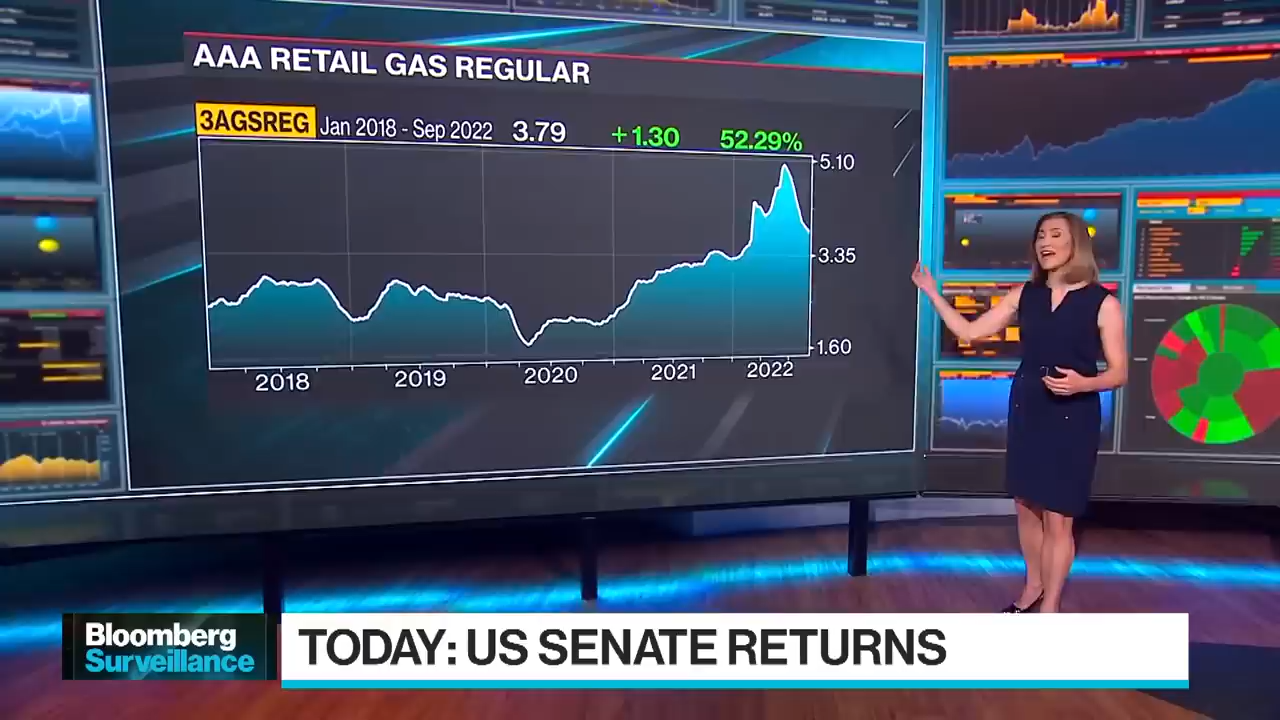 AAA RETAIL GAS REGULAR
3AGSREG Jan 2018 - Sep 2022 3.79 +1.30 52.29%
5.10
3.35
1.60
2018 2019 2020 2021 2022
Bloomberg
Surveillance
TODAY: US SENATE RETURNS